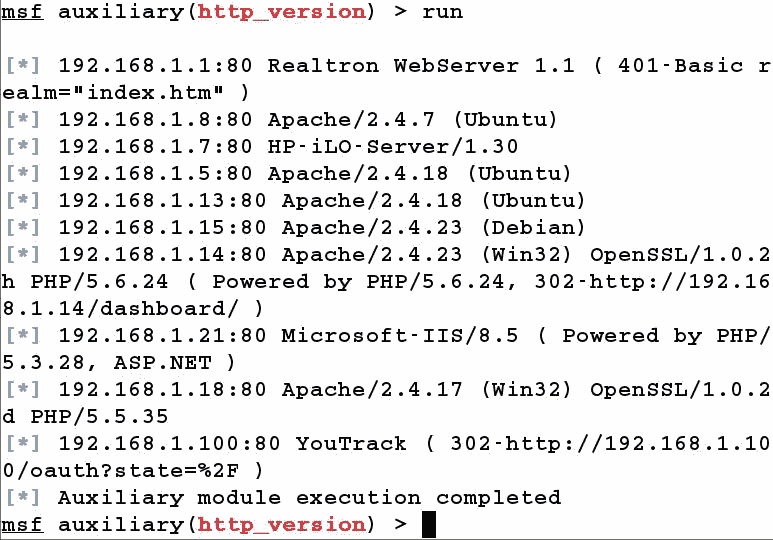 msf auxiliary(http_version) > run
[*] 192.168.1.1:80 Realtron WebServer 1.1 ( 401-Basic r
ealm="index.htm" )
[*] 192.168.1.8:80 Apache/2.4.7 (Ubuntu)
[*] 192.168.1.7:80 HP-iLO-Server/1.30
[*] 192.168.1.5:80 Apache/2.4.18 (Ubuntu)
[*] 192.168.1.13:80 Apache/2.4.18 (Ubuntu)
[*] 192.168.1.15:80 Apache/2.4.23 (Debian)
[*] 192.168.1.14:80 Apache/2.4.23 (Win32) OpenSSL/1.0.2
h PHP/5.6.24 ( Powered by PHP/5.6.24, 302-http://192.16
8.1.14/dashboard/ )
[*] 192.168.1.21:80 Microsoft-IIS/8.5 ( Powered by PHP/
5.3.28, ASP.NET )
[*] 192.168.1.18:80 Apache/2.4.17 (Win32) OpenSSL/1.0.2
d PHP/5.5.35
[*] 192.168.1.100:80 YouTrack ( 302-http://192.168.1.10
0/oauth?state=%2F )
[*] Auxiliary module execution completed
msf auxiliary(http_version) >